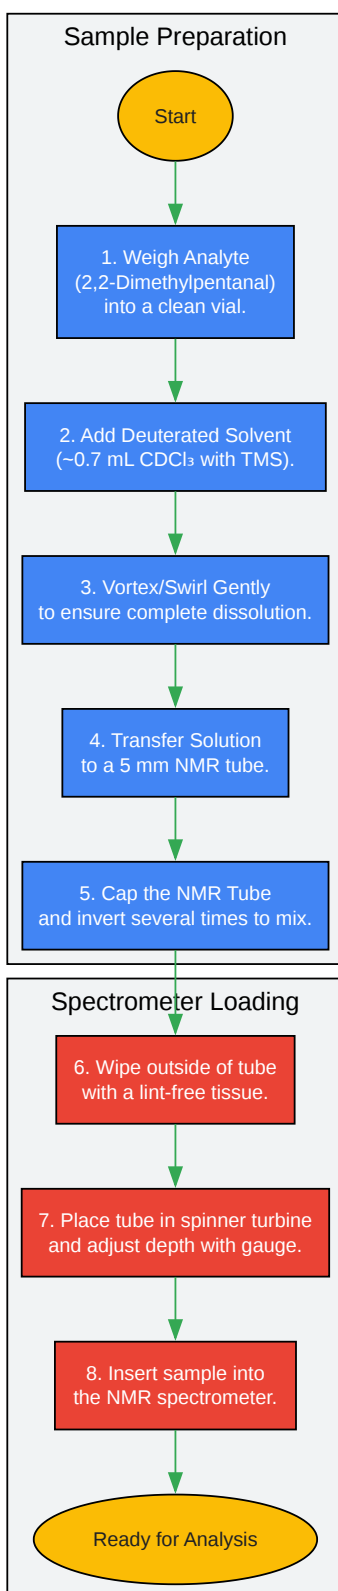 Sample Preparation
Start
1. Weigh Analyte
(2,2-Dimethylpentanal)
into a clean vial.
2. Add Deuterated Solvent
(~0.7 mL CDCl₃ with TMS).
3. Vortex/Swirl Gently
to ensure complete dissolution.
4. Transfer Solution
to a 5 mm NMR tube.
5. Cap the NMR Tube
and invert several times to mix.
Spectrometer Loading
6. Wipe outside of tube
with a lint-free tissue.
7. Place tube in spinner turbine
and adjust depth with gauge.
8. Insert sample into
the NMR spectrometer.
Ready for Analysis